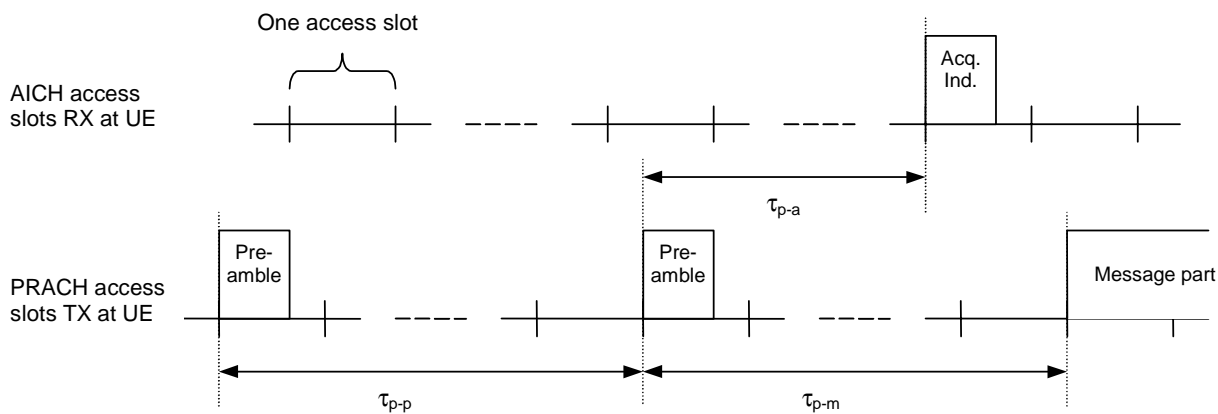 One access slot
AICH access
slots RX at UE
Acq.
Ind.
τp-a
PRACH access
slots TX at UE
Pre-
amble
Pre-
amble
Message part
τp-p
τp-m